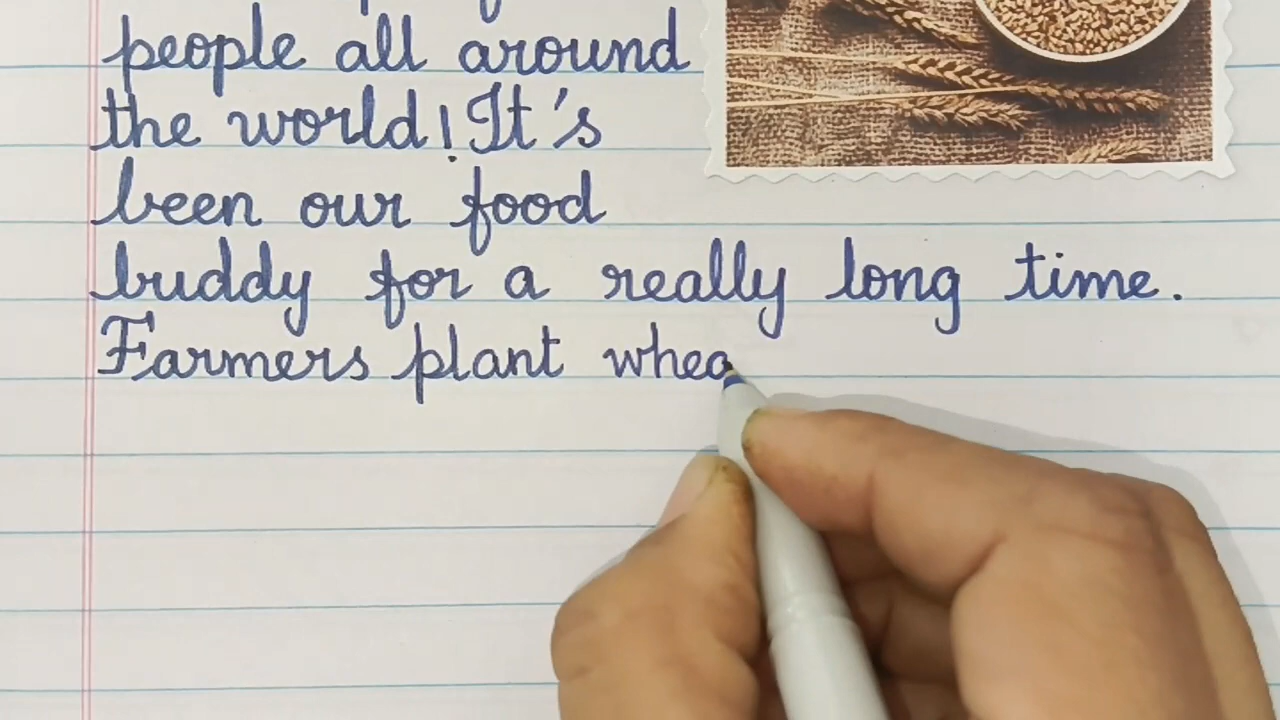 people all around
the world! It's
been our food
buddy for a really long time.
Farmers plant whea